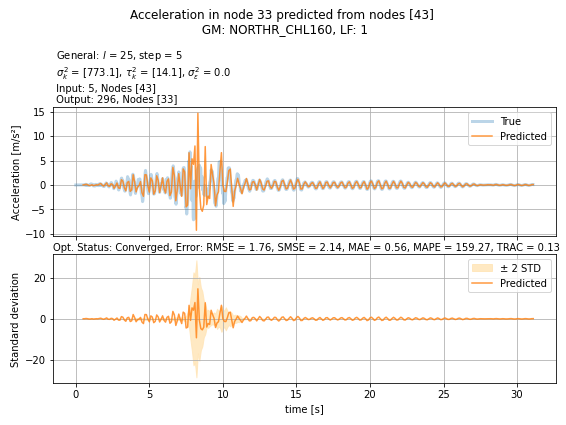 Acceleration in node 33 predicted from nodes [43]
GM: NORTHR_CHL160, LF: 1
General: l = 25, step = 5
σ²ₖ = [773.1], τ²ₖ = [14.1], σ²ε = 0.0
Input: 5, Nodes [43]
Output: 296, Nodes [33]
Acceleration [m/s²]
15
10
5
0
−5
−10
True
Predicted
Opt. Status: Converged, Error: RMSE = 1.76, SMSE = 2.14, MAE = 0.56, MAPE = 159.27, TRAC = 0.13
Standard deviation
20
0
−20
± 2 STD
Predicted
0 5 10 15 20 25 30
time [s]